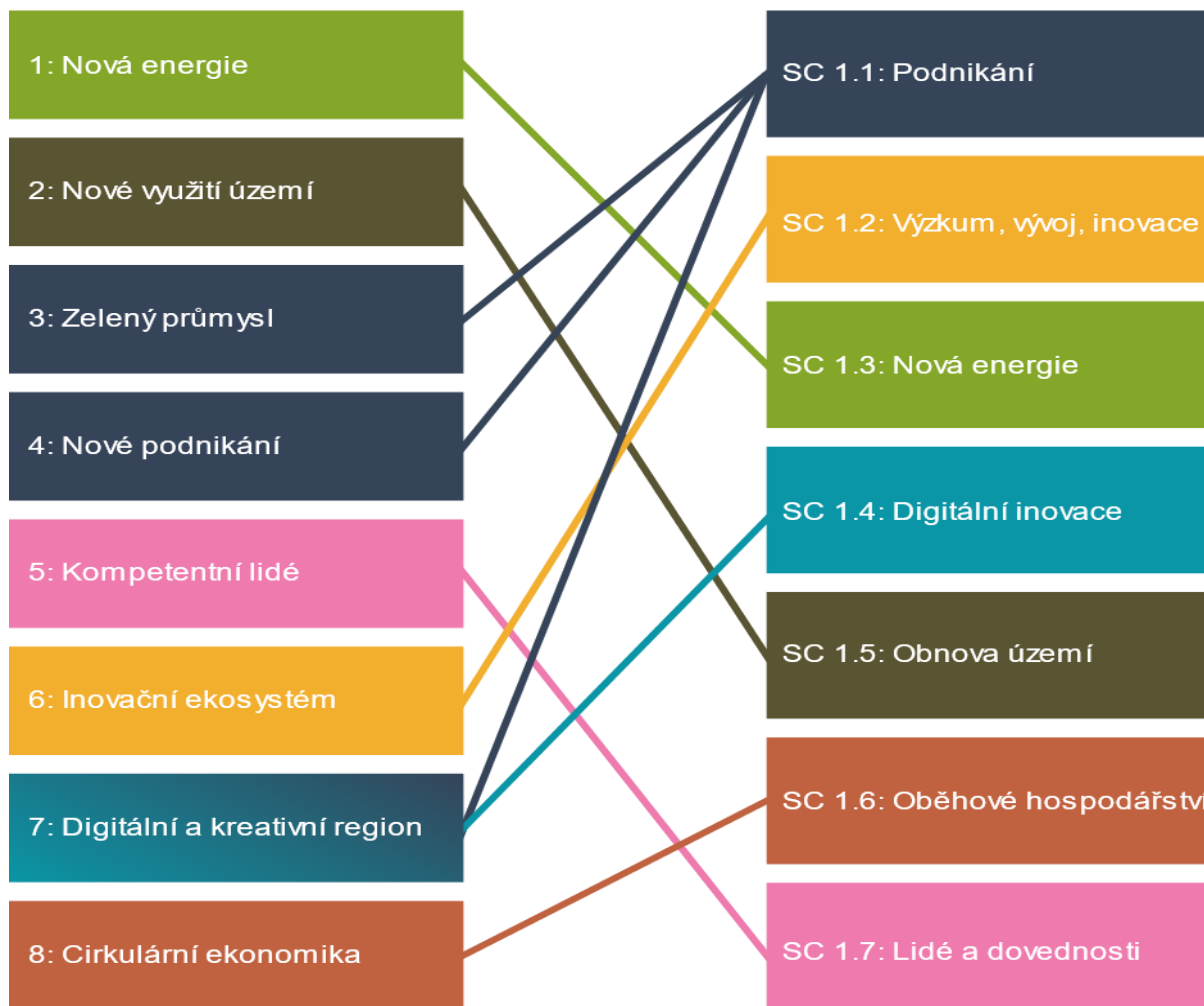 1: Nová energie
2: Nové využití území
3: Zelený průmysl
4: Nové podnikání
5: Kompetentní lidé
6: Inovační ekosystém
7: Digitální a kreativní region
8: Cirkulární ekonomika
SC 1.1: Podnikání
SC 1.2: Výzkum, vývoj, inovace
SC 1.3: Nová energie
SC 1.4: Digitální inovace
SC 1.5: Obnova území
SC 1.6: Oběhové hospodářství
SC 1.7: Lidé a dovednosti